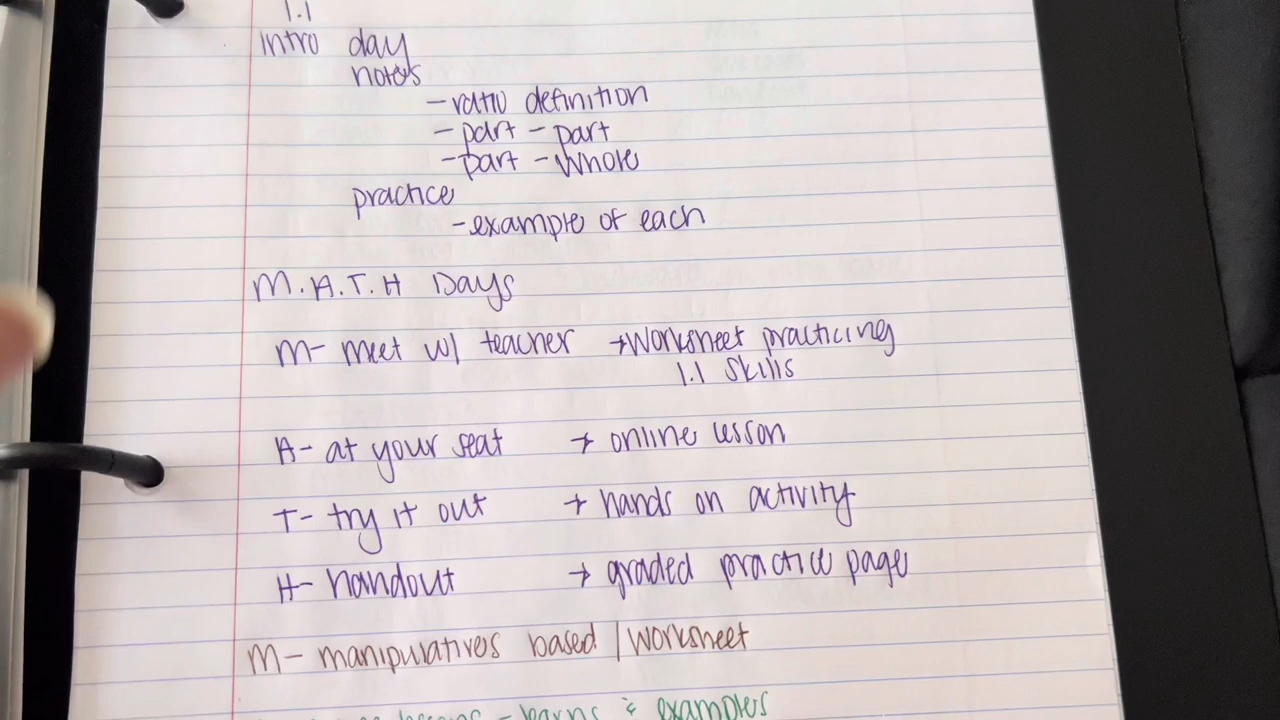 1.1
Intro day
notes
- ratio definition
- part - part
- part - Whole
practice
- example of each
M.A.T.H Days
M- meet w/ teacher → Worksheet practicing
1.1 Skills
A- at your seat → online lesson
T- try it out → hands on activity
H- handout → graded practice page
M- manipulatives based / Worksheet
- learns & examples